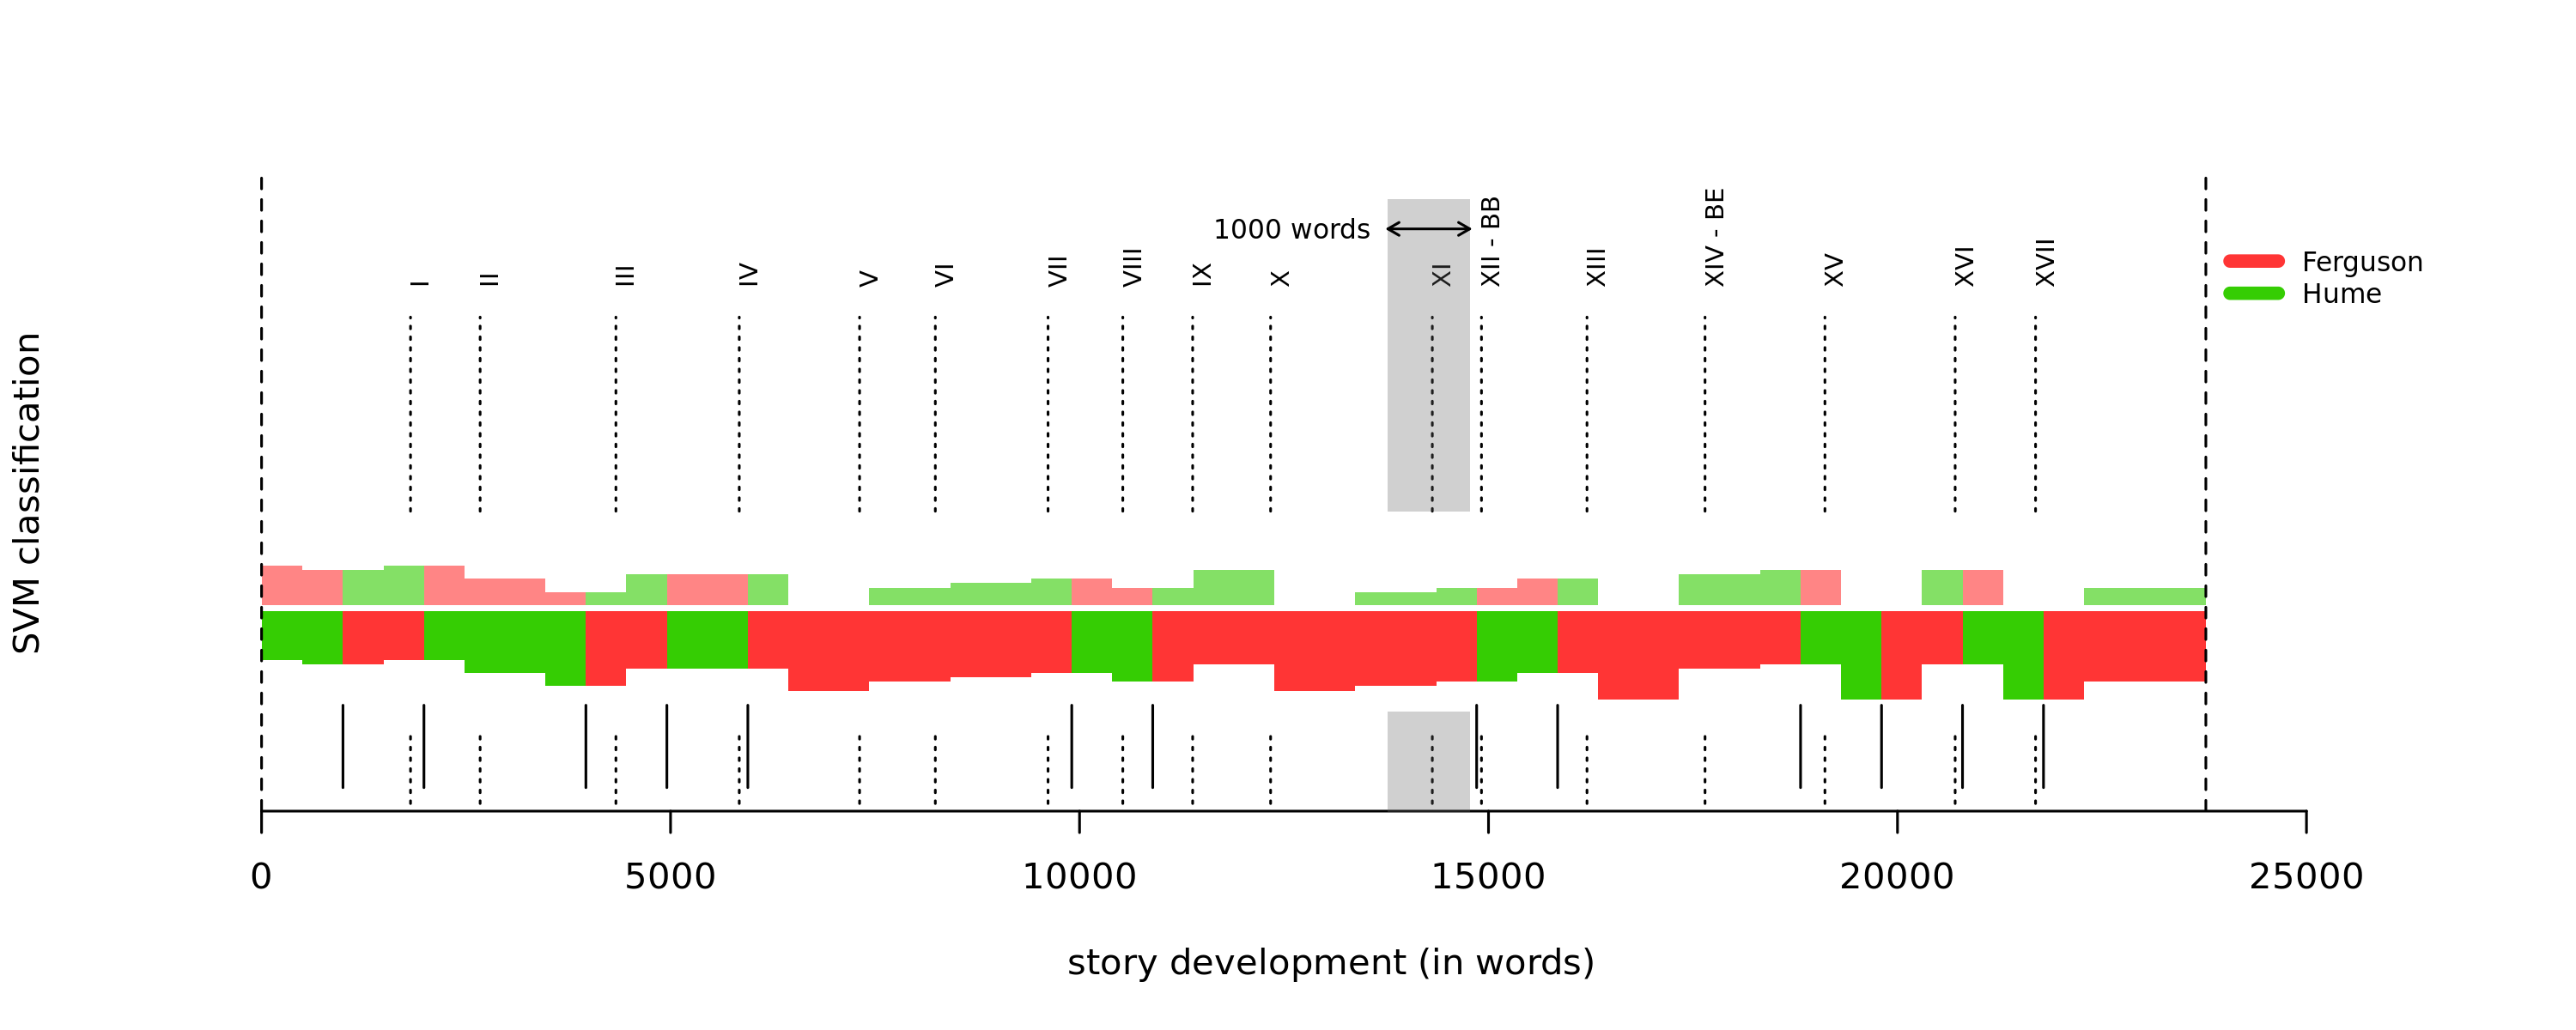 SVM classification
1000 words
I
II
III
IV
V
VI
VII
VIII
IX
X
XI
XII - BB
XIII
XIV - BE
XV
XVI
XVII
Ferguson
Hume
0
5000
10000
15000
20000
25000
story development (in words)